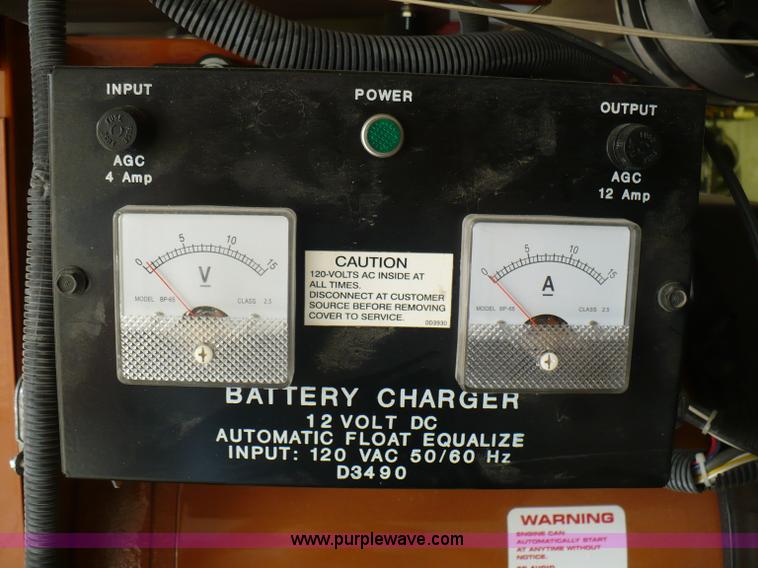 INPUT
POWER
OUTPUT
AGC
4 Amp
AGC
12 Amp
0 5 10 15
V
MODEL BP-65 CLASS 2.5
CAUTION
120-VOLTS AC INSIDE AT
ALL TIMES.
DISCONNECT AT CUSTOMER
SOURCE BEFORE REMOVING
COVER TO SERVICE.
0D3930
0 5 10 15
A
MODEL BP-65 CLASS 2.5
BATTERY CHARGER
12 VOLT DC
AUTOMATIC FLOAT EQUALIZE
INPUT: 120 VAC 50/60 Hz
D3490
WARNING
ENGINE CAN
AUTOMATICALLY START
AT ANYTIME WITHOUT
NOTICE.
www.purplewave.com
TO AVOID